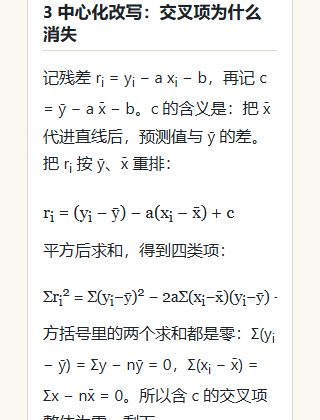 3 中心化改写：交叉项为什么
消失
记残差 rᵢ = yᵢ − a xᵢ − b，再记 c
= ȳ − a x̄ − b。c 的含义是：把 x̄
代进直线后，预测值与 ȳ 的差。
把 rᵢ 按 ȳ、x̄ 重排：
rᵢ = (yᵢ − ȳ) − a(xᵢ − x̄) + c
平方后求和，得到四类项：
Σrᵢ² = Σ(yᵢ−ȳ)² − 2aΣ(xᵢ−x̄)(yᵢ−ȳ) ·
方括号里的两个求和都是零：Σ(yᵢ
− ȳ) = Σy − nȳ = 0，Σ(xᵢ − x̄) =
Σx − nx̄ = 0。所以含 c 的交叉项